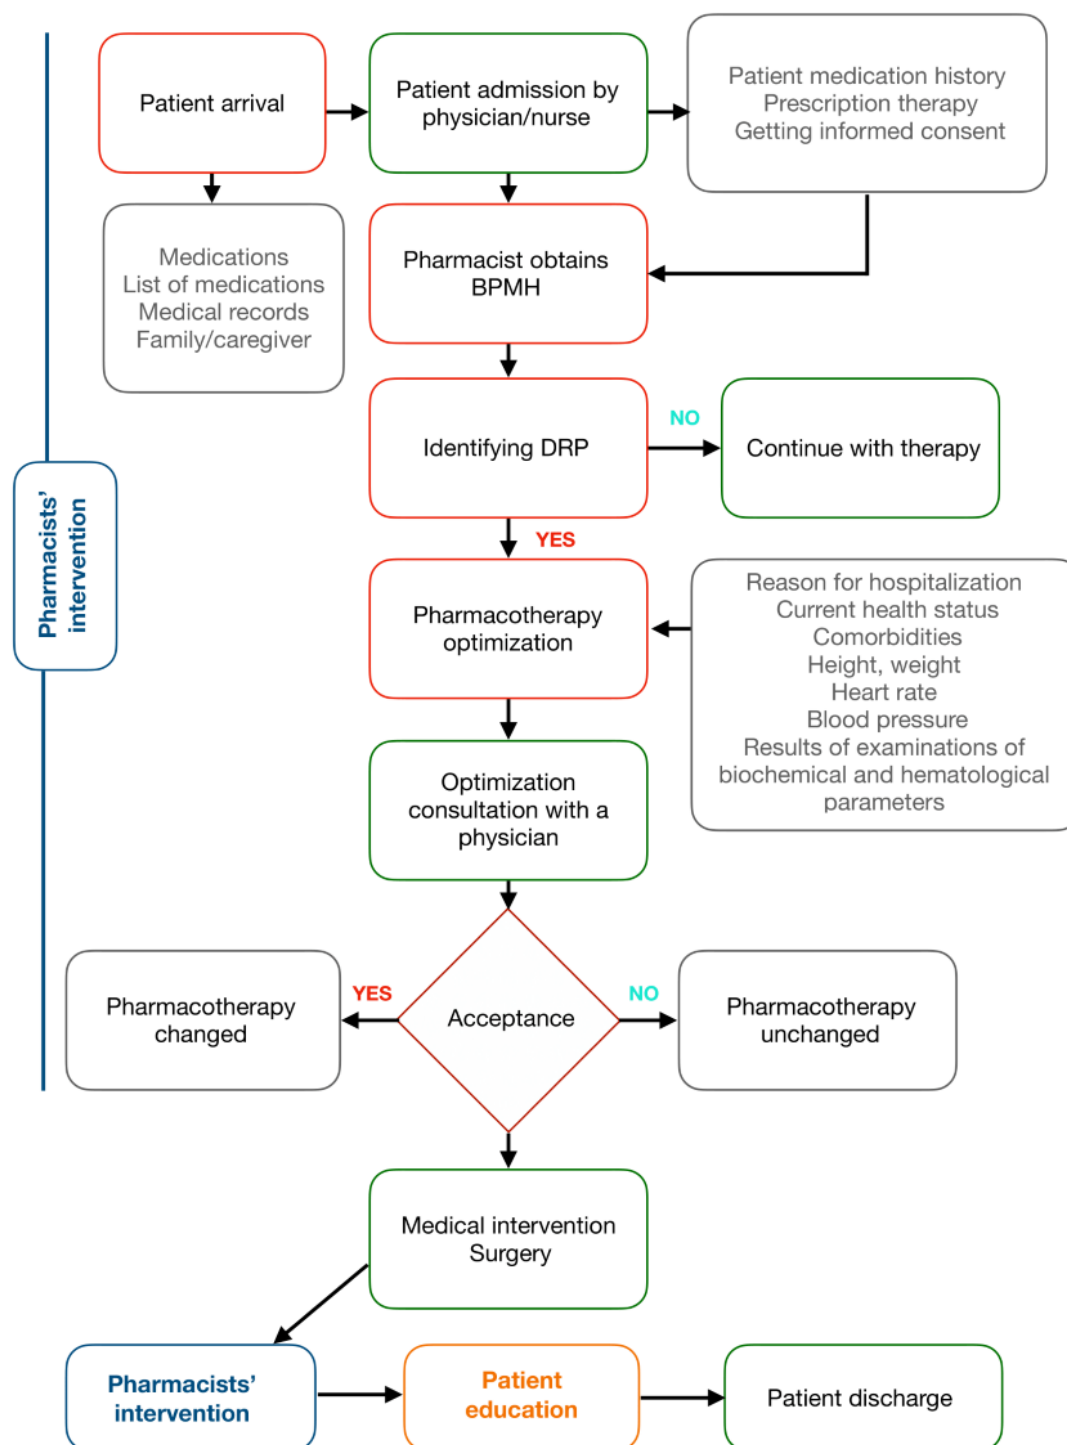 Patient arrival
Patient admission by
physician/nurse
Patient medication history
Prescription therapy
Getting informed consent
Medications
List of medications
Medical records
Family/caregiver
Pharmacist obtains
BPMH
Identifying DRP
NO
Continue with therapy
YES
Pharmacists'
intervention
Pharmacotherapy
optimization
Reason for hospitalization
Current health status
Comorbidities
Height, weight
Heart rate
Blood pressure
Results of examinations of
biochemical and hematological
parameters
Optimization
consultation with a
physician
Acceptance
YES
Pharmacotherapy
changed
NO
Pharmacotherapy
unchanged
Medical intervention
Surgery
Pharmacists'
intervention
Patient
education
Patient discharge